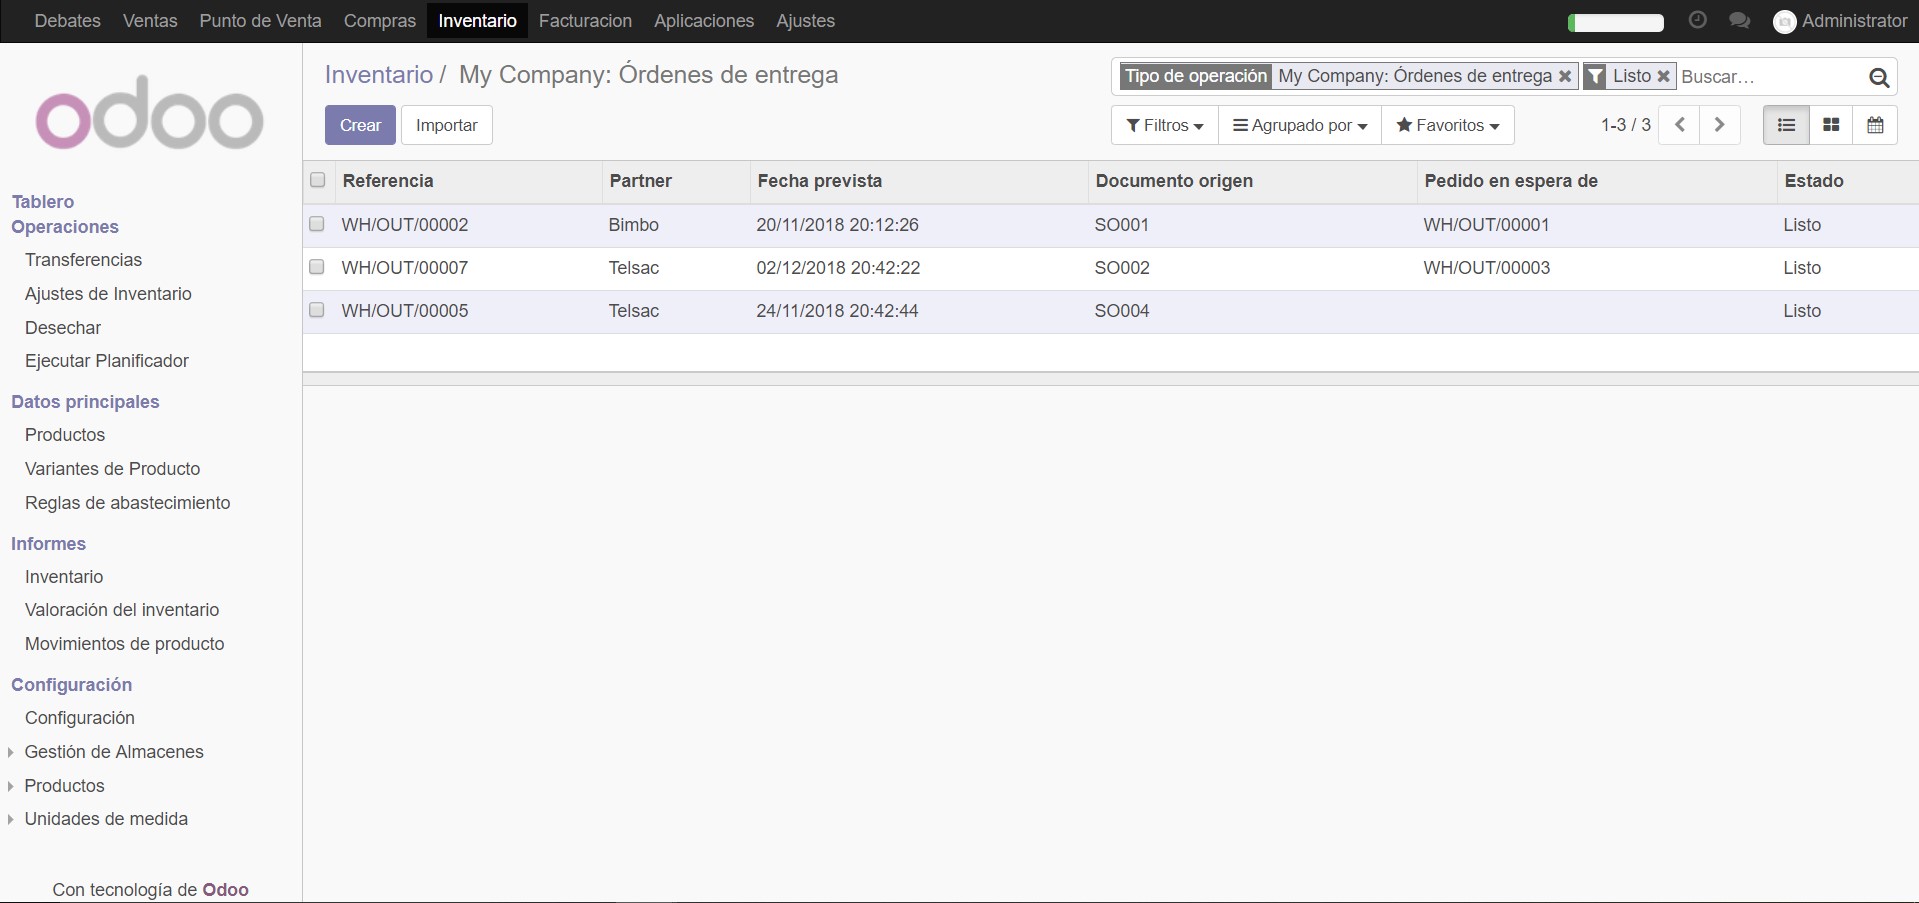 Debates Ventas Punto de Venta Compras Inventario Facturacion Aplicaciones Ajustes Administrator
odoo
Tablero
Operaciones
Transferencias
Ajustes de Inventario
Desechar
Ejecutar Planificador
Datos principales
Productos
Variantes de Producto
Reglas de abastecimiento
Informes
Inventario
Valoración del inventario
Movimientos de producto
Configuración
Configuración
Gestión de Almacenes
Productos
Unidades de medida
Con tecnología de Odoo
Inventario / My Company: Órdenes de entrega
Tipo de operación My Company: Órdenes de entrega Listo Buscar...
Crear Importar
Filtros Agrupado por Favoritos 1-3 / 3
Referencia Partner Fecha prevista Documento origen Pedido en espera de Estado
WH/OUT/00002 Bimbo 20/11/2018 20:12:26 SO001 WH/OUT/00001 Listo
WH/OUT/00007 Telsac 02/12/2018 20:42:22 SO002 WH/OUT/00003 Listo
WH/OUT/00005 Telsac 24/11/2018 20:42:44 SO004 Listo